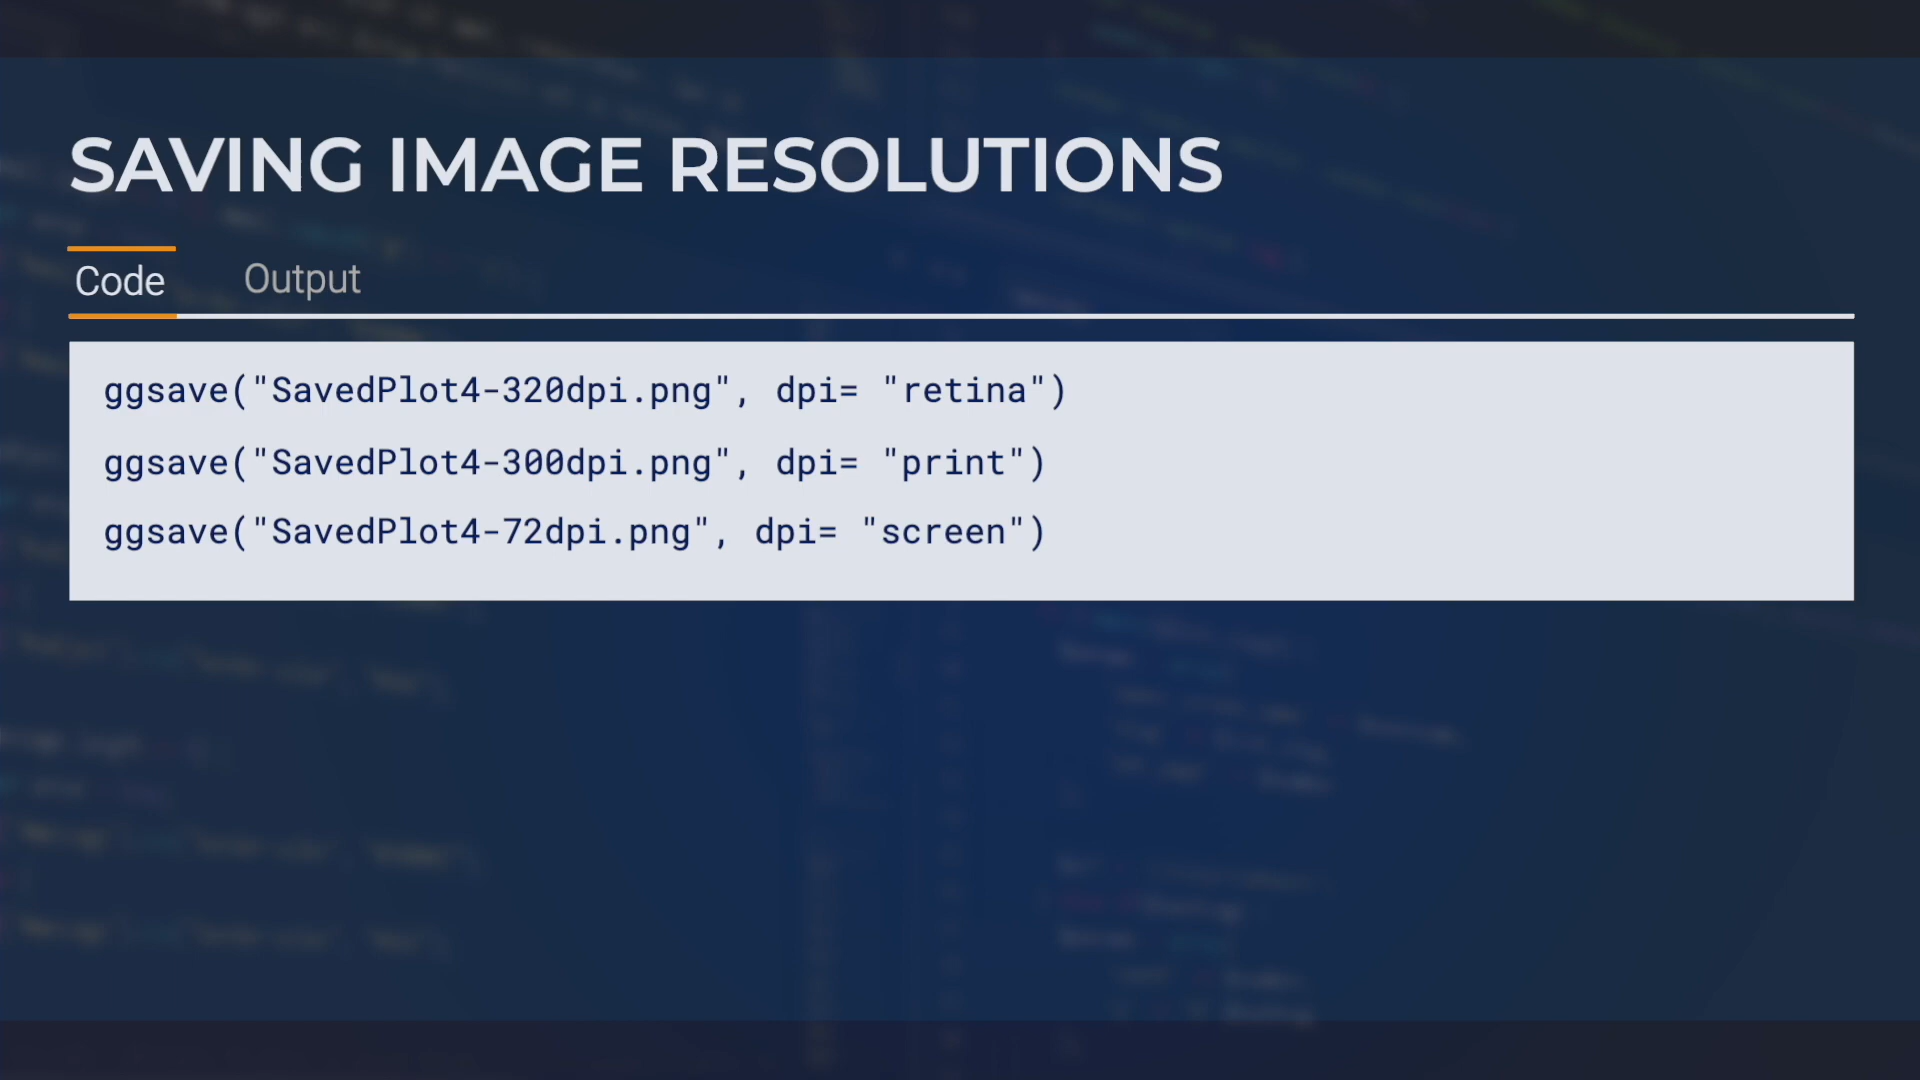 SAVING IMAGE RESOLUTIONS
Code
Output
ggsave("SavedPlot4-320dpi.png", dpi= "retina")
ggsave("SavedPlot4-300dpi.png", dpi= "print")
ggsave("SavedPlot4-72dpi.png", dpi= "screen")